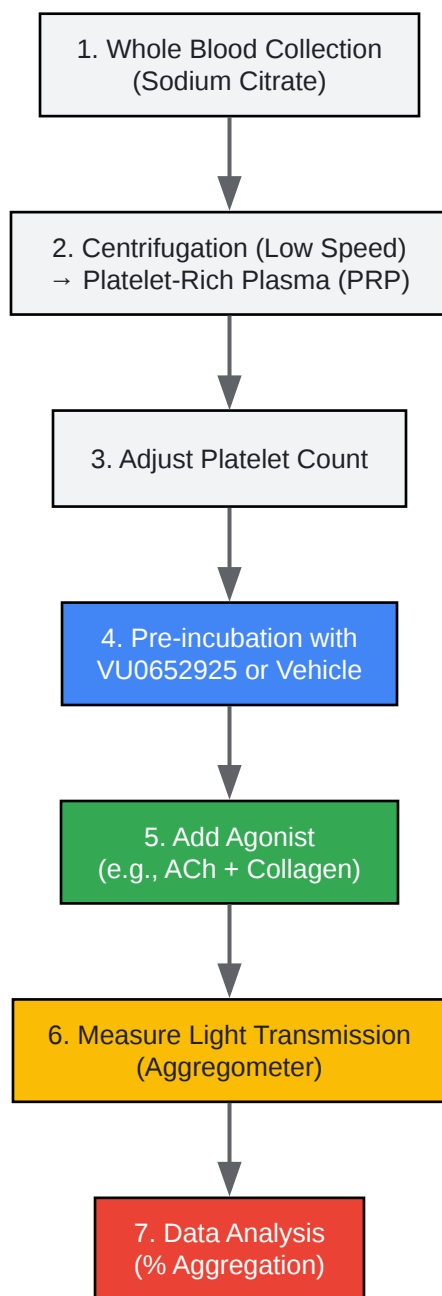 1. Whole Blood Collection
(Sodium Citrate)
2. Centrifugation (Low Speed)
→ Platelet-Rich Plasma (PRP)
3. Adjust Platelet Count
4. Pre-incubation with
VU0652925 or Vehicle
5. Add Agonist
(e.g., ACh + Collagen)
6. Measure Light Transmission
(Aggregometer)
7. Data Analysis
(% Aggregation)